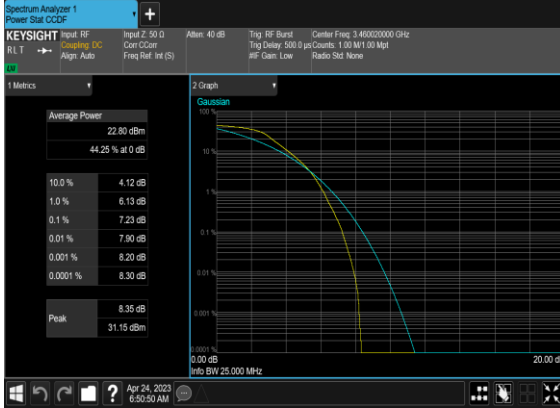 Spectrum Analyzer 1
Power Stat CCDF
+
KEYSIGHT
RLT
LXI
Input: RF
Coupling: DC
Align: Auto
Input Z: 50 Ω
Corr CCorr
Freq Ref: Int (S)
Atten: 40 dB
Trig: RF Burst
Trig Delay: 500.0 µs
#IF Gain: Low
Center Freq: 3.460020000 GHz
Counts: 1.00 M/1.00 Mpt
Radio Std: None
1 Metrics
Average Power
22.80 dBm
44.25 % at 0 dB
10.0 % 4.12 dB
1.0 % 6.13 dB
0.1 % 7.23 dB
0.01 % 7.90 dB
0.001 % 8.20 dB
0.0001 % 8.30 dB
Peak
8.35 dB
31.15 dBm
2 Graph
Gaussian
100 %
10 %
1 %
0.1 %
0.01 %
0.001 %
0.0001 %
0.00 dB
20.00 d
Info BW 25.000 MHz
?
Apr 24, 2023
6:50:50 AM